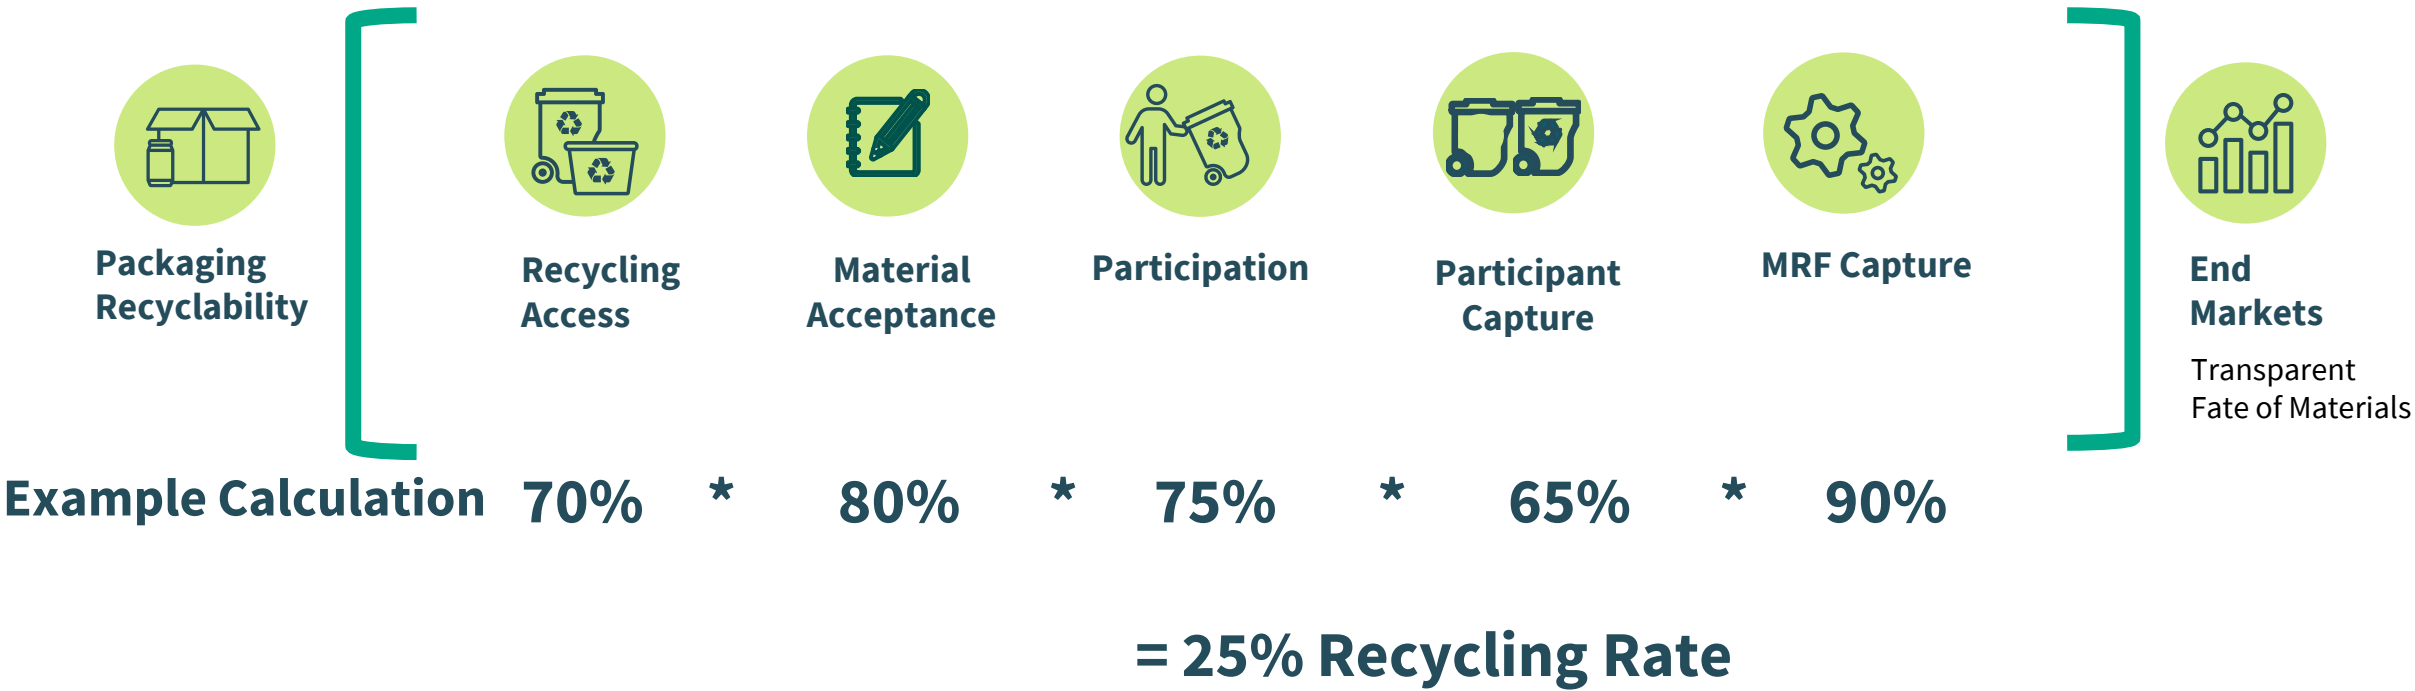 Packaging
Recyclability
Recycling
Access
Material
Acceptance
Participation
Participant
Capture
MRF Capture
End
Markets
Transparent
Fate of Materials
Example Calculation 70% * 80% * 75% * 65% * 90%
= 25% Recycling Rate